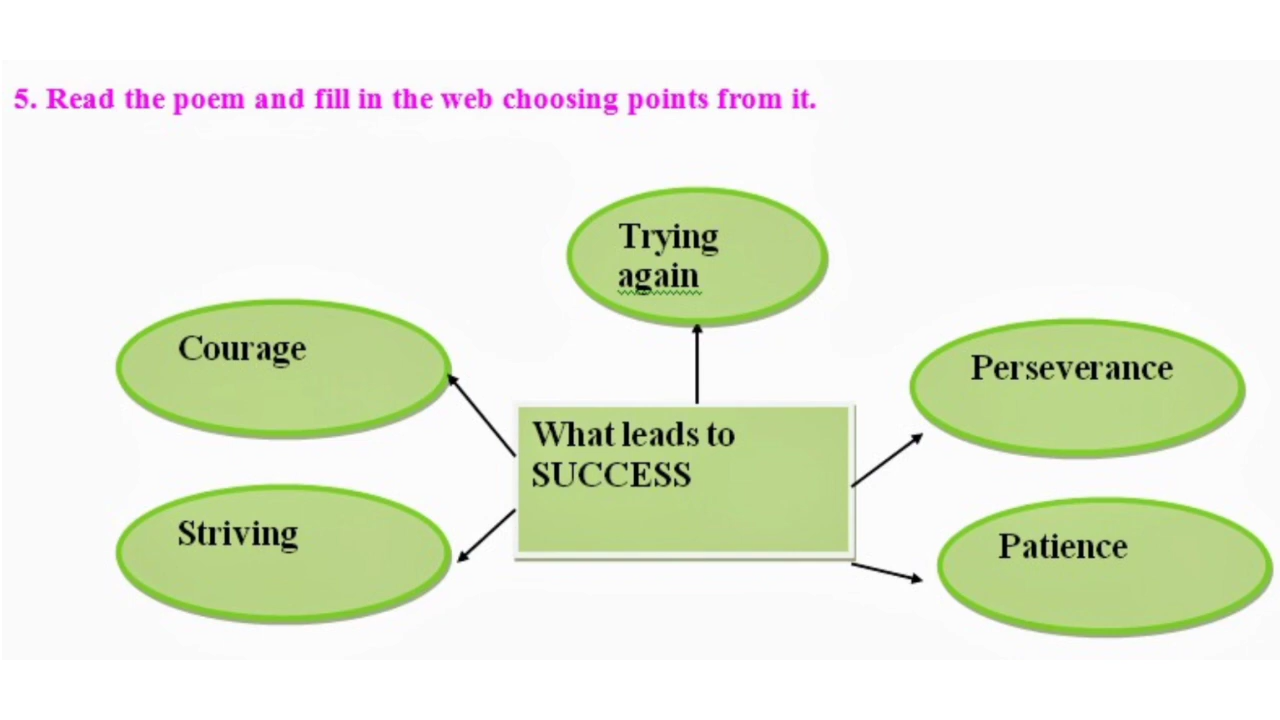 5. Read the poem and fill in the web choosing points from it.
Trying
again
Courage
Perseverance
What leads to
SUCCESS
Striving
Patience